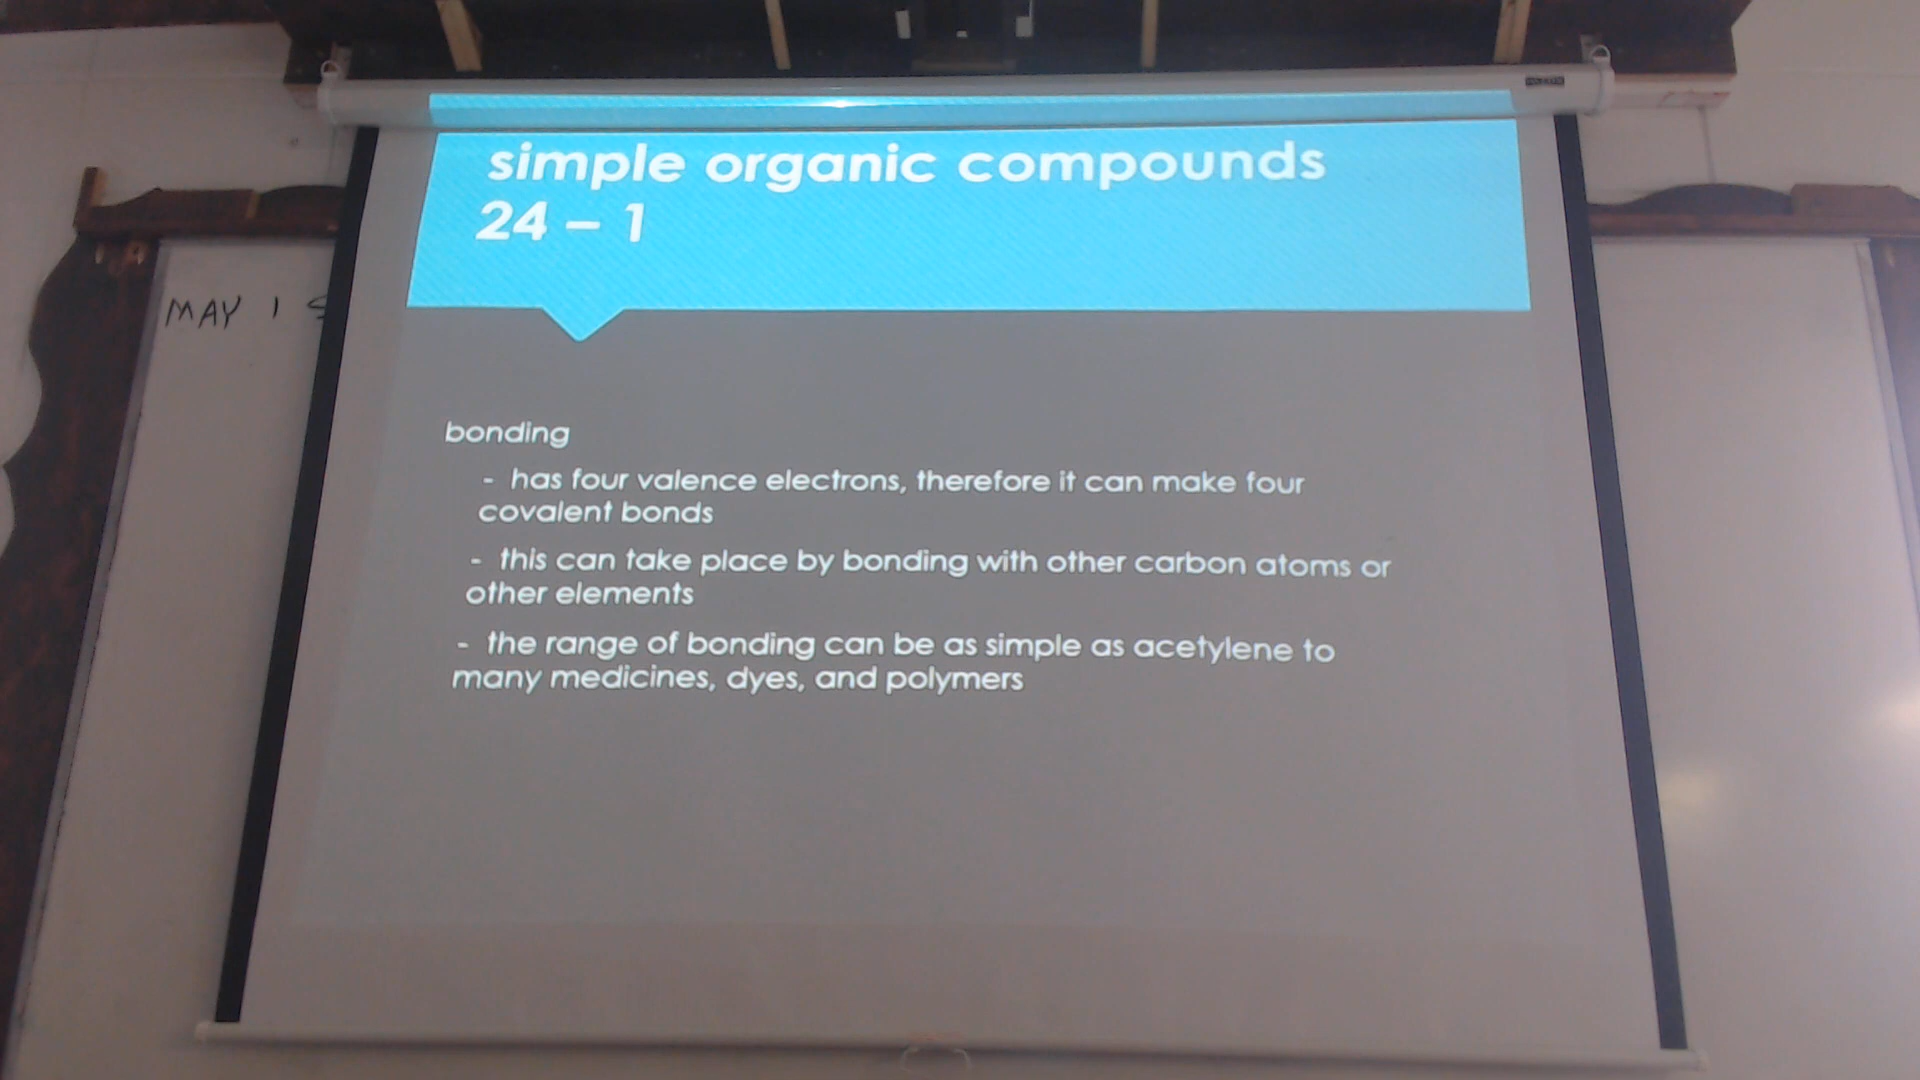 simple organic compounds
24 – 1
MAY 1
bonding
- has four valence electrons, therefore it can make four
covalent bonds
- this can take place by bonding with other carbon atoms or
other elements
- the range of bonding can be as simple as acetylene to
many medicines, dyes, and polymers